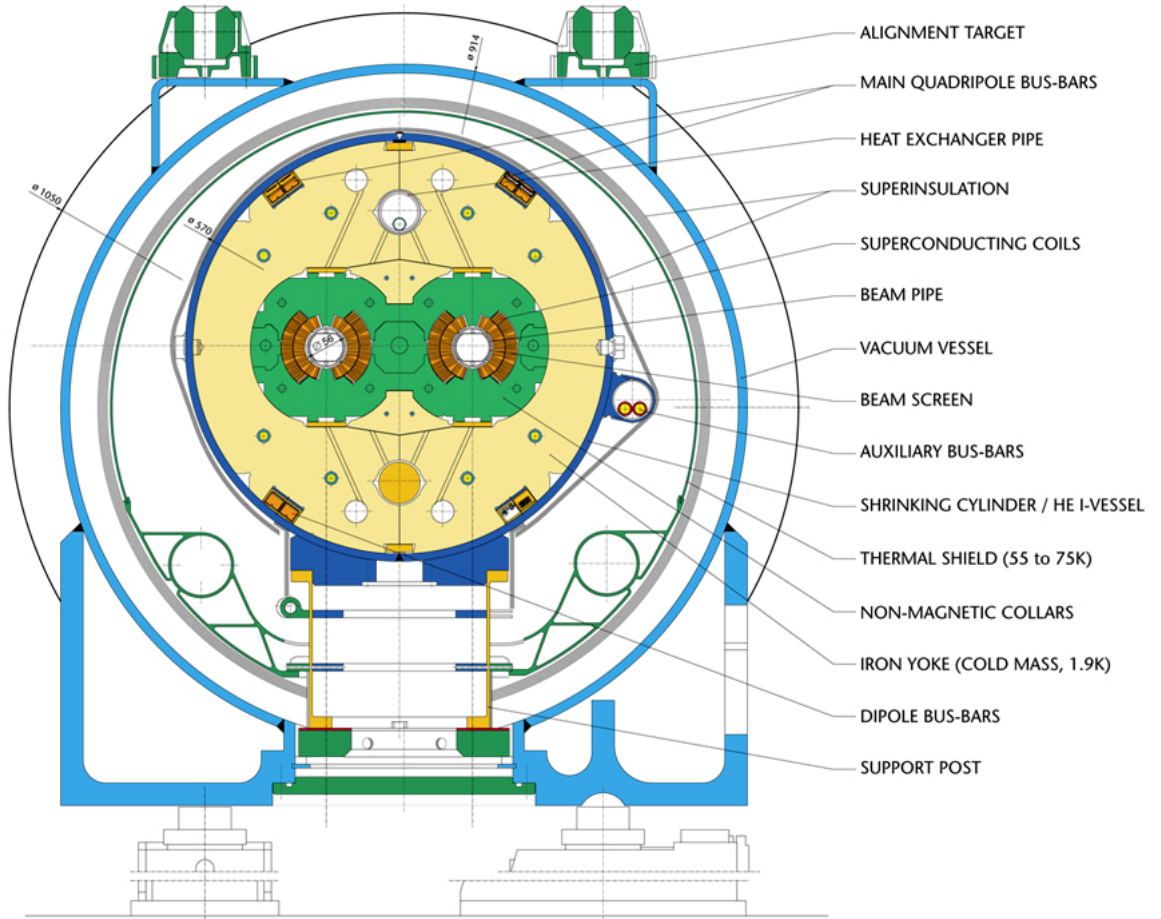 ALIGNMENT TARGET
MAIN QUADRIPOLE BUS-BARS
HEAT EXCHANGER PIPE
SUPERINSULATION
SUPERCONDUCTING COILS
BEAM PIPE
VACUUM VESSEL
BEAM SCREEN
AUXILIARY BUS-BARS
SHRINKING CYLINDER / HE I-VESSEL
THERMAL SHIELD (55 to 75K)
NON-MAGNETIC COLLARS
IRON YOKE (COLD MASS, 1.9K)
DIPOLE BUS-BARS
SUPPORT POST
ø 914
ø 1050
ø 570
Ø 56